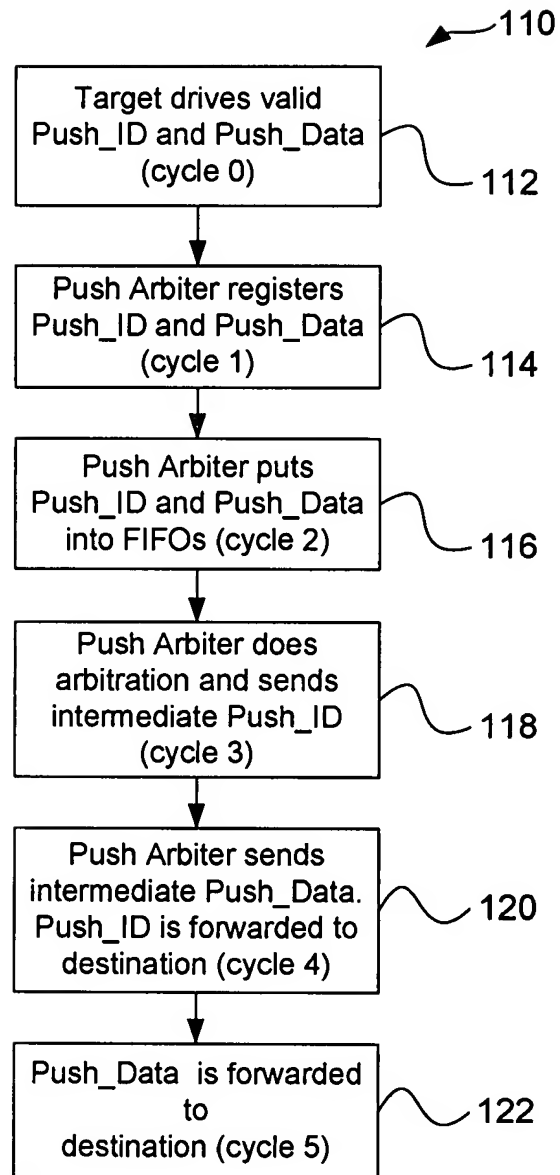 110
Target drives valid
Push_ID and Push_Data
(cycle 0)
112
Push Arbiter registers
Push_ID and Push_Data
(cycle 1)
114
Push Arbiter puts
Push_ID and Push_Data
into FIFOs (cycle 2)
116
Push Arbiter does
arbitration and sends
intermediate Push_ID
(cycle 3)
118
Push Arbiter sends
intermediate Push_Data.
Push_ID is forwarded to
destination (cycle 4)
120
Push_Data is forwarded
to
destination (cycle 5)
122